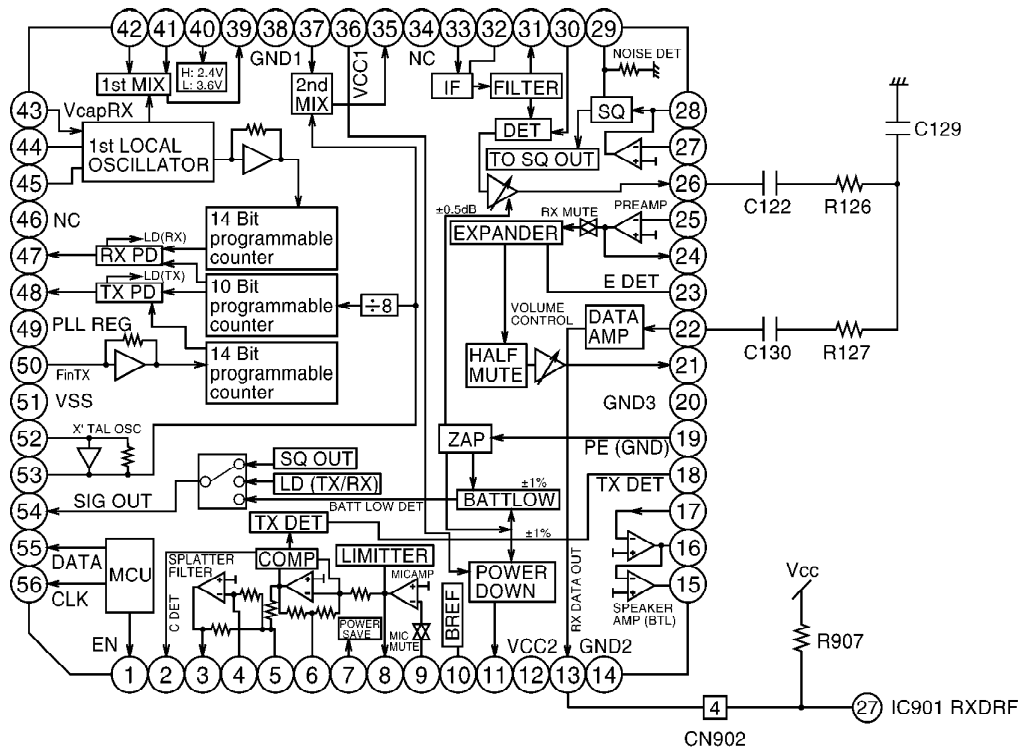 42 41 40 39 38 37 36 35 34 33 32 31 30 29
GND1
VCC1
NC
NOISE DET
1st MIX
H: 2.4V
L: 3.6V
2nd
MIX
IF
FILTER
SQ
28
43
VcapRX
DET
C129
44
1st LOCAL
OSCILLATOR
TO SQ OUT
27
45
26
C122
R126
46
NC
±0.5dB
RX MUTE
PREAMP
25
14 Bit
programmable
counter
EXPANDER
LD(RX)
47
RX PD
24
LD(TX)
E DET
48
TX PD
10 Bit
programmable
counter
÷8
23
VOLUME
CONTROL
DATA
AMP
49
PLL REG
22
C130
R127
14 Bit
programmable
counter
HALF
MUTE
50
FinTX
21
51
VSS
GND3
20
52
X' TAL OSC
ZAP
PE (GND)
19
53
SQ OUT
18
LD (TX/RX)
±1%
TX DET
SIG OUT
54
BATT LOW DET
BATTLOW
17
TX DET
±1%
55
DATA
MCU
SPLATTER
FILTER
COMP
LIMITTER
16
56
CLK
C DET
MICAMP
POWER
DOWN
RX DATA OUT
15
SPEAKER
AMP (BTL)
Vcc
POWER
SAVE
MIC
MUTE
BREF
R907
EN
VCC2
GND2
1 2 3 4 5 6 7 8 9 10 11 12 13 14
4
27 IC901 RXDRF
CN902